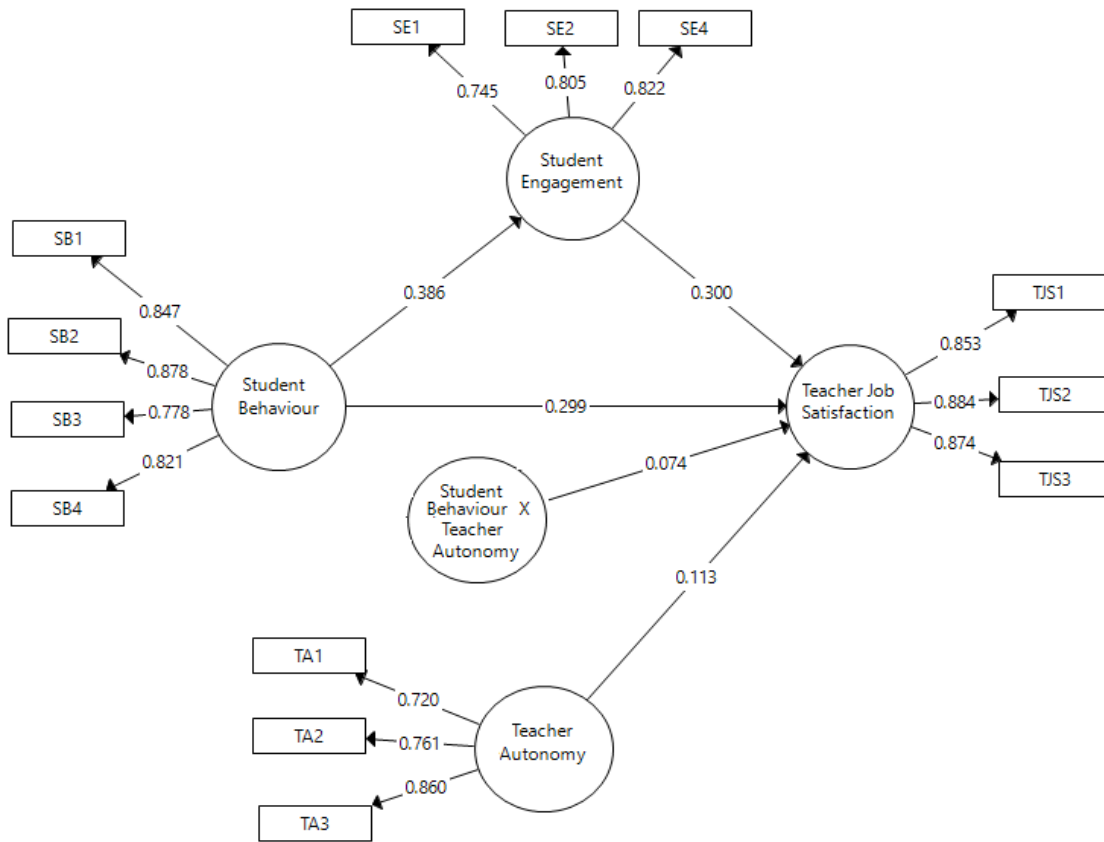 SE1
SE2
SE4
0.745
0.805
0.822
Student
Engagement
SB1
SB2
SB3
SB4
0.847
0.878
0.778
0.821
Student
Behaviour
0.386
0.300
0.299
0.074
0.113
Teacher Job
Satisfaction
TJS1
TJS2
TJS3
0.853
0.884
0.874
Student
Behaviour X
Teacher
Autonomy
TA1
TA2
TA3
0.720
0.761
0.860
Teacher
Autonomy